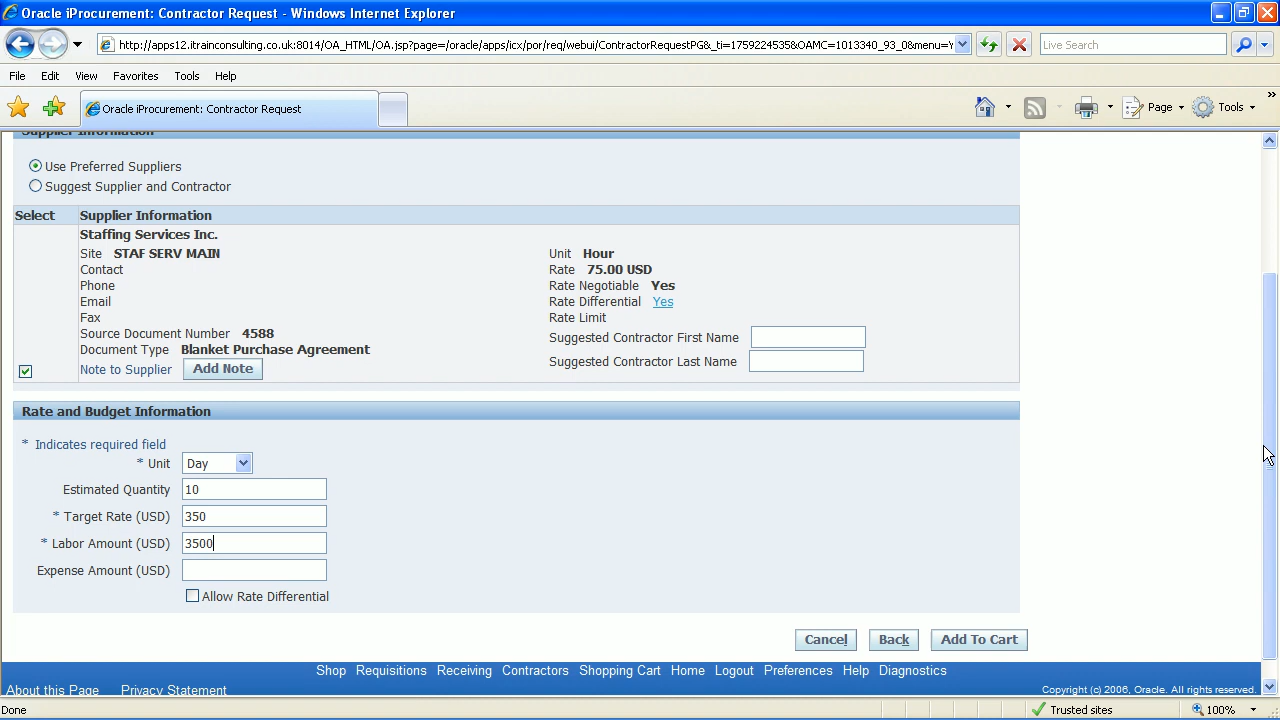 Oracle iProcurement: Contractor Request - Windows Internet Explorer
http://apps12.itrainconsulting.co.uk:8014/OA_HTML/OA.jsp?page=/oracle/apps/icx/por/req/webui/ContractorRequestPG&_ti=1732224535&OAMC=1013340_93_0&menu=Y
Live Search
File Edit View Favorites Tools Help
Oracle iProcurement: Contractor Request
Page Tools
Supplier Information
Use Preferred Suppliers
Suggest Supplier and Contractor
Select Supplier Information
Staffing Services Inc.
Site STAF SERV MAIN Unit Hour
Contact Rate 75.00 USD
Phone Rate Negotiable Yes
Email Rate Differential Yes
Fax Rate Limit
Source Document Number 4588 Suggested Contractor First Name
Document Type Blanket Purchase Agreement Suggested Contractor Last Name
Note to Supplier Add Note
Rate and Budget Information
* Indicates required field
* Unit Day
Estimated Quantity 10
* Target Rate (USD) 350
* Labor Amount (USD) 3500
Expense Amount (USD)
Allow Rate Differential
Cancel Back Add To Cart
Shop Requisitions Receiving Contractors Shopping Cart Home Logout Preferences Help Diagnostics
About this Page Privacy Statement Copyright (c) 2006, Oracle. All rights reserved.
Done Trusted sites 100%